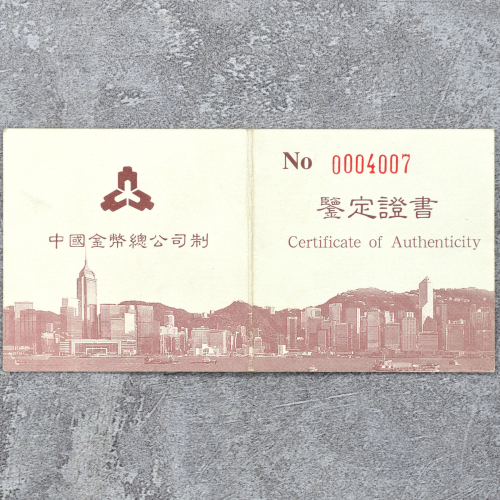 中國金幣總公司制
No 0004007
鑒定證書
Certificate of Authenticity